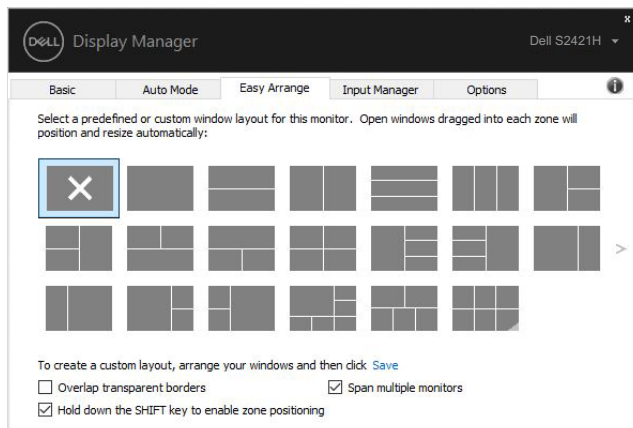 x
DELL Display Manager Dell S2421H
Basic Auto Mode Easy Arrange Input Manager Options i
Select a predefined or custom window layout for this monitor. Open windows dragged into each zone will
position and resize automatically:
>
To create a custom layout, arrange your windows and then click Save
Overlap transparent borders Span multiple monitors
Hold down the SHIFT key to enable zone positioning